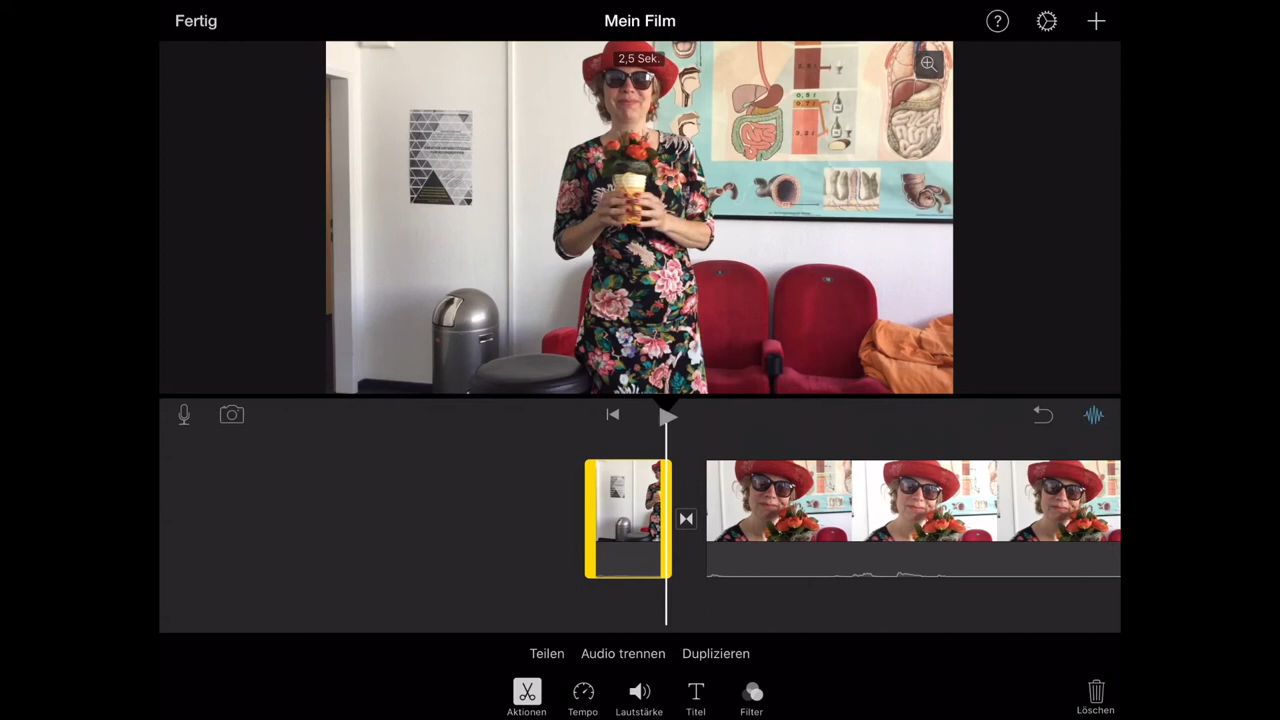 Fertig
Mein Film
?
2,5 Sek.
Teilen
Audio trennen
Duplizieren
Aktionen
Tempo
Lautstärke
T
Titel
Filter
Löschen